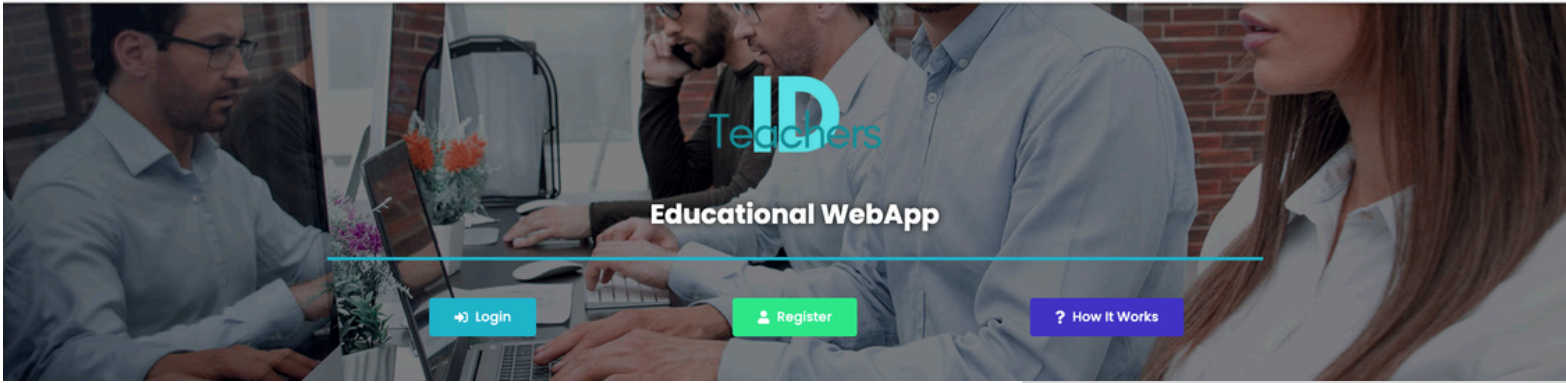 ID
Teachers
Educational WebApp
Login
Register
? How It Works